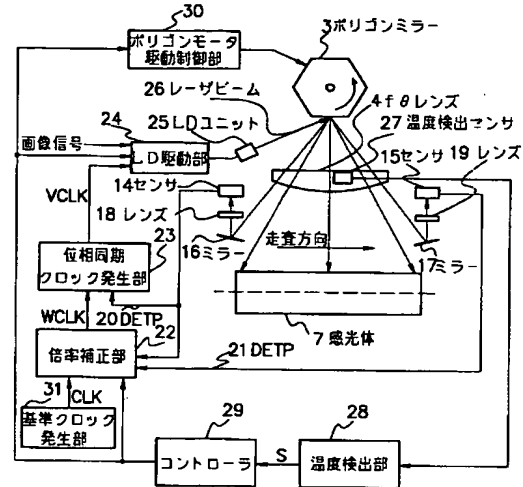 30
ポリゴンモータ
駆動制御部
3ポリゴンミラー
26レーザビーム
24
25LDユニット
4fθレンズ
27温度検出センサ
画像信号
LD駆動部
14センサ
15センサ
19レンズ
VCLK
18レンズ
16ミラー
17ミラー
走査方向
位相同期
クロック発生部
23
WCLK
20DETP
22
7感光体
倍率補正部
21DETP
31
CLK
基準クロック
発生部
29
28
コントローラ
S
温度検出部